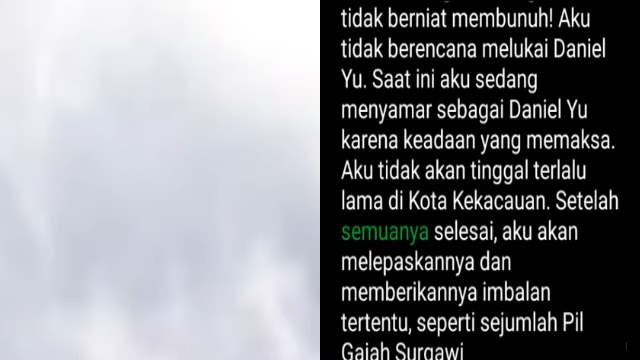 tidak berniat membunuh! Aku
tidak berencana melukai Daniel
Yu. Saat ini aku sedang
menyamar sebagai Daniel Yu
karena keadaan yang memaksa.
Aku tidak akan tinggal terlalu
lama di Kota Kekacauan. Setelah
semuanya selesai, aku akan
melepaskannya dan
memberikannya imbalan
tertentu, seperti sejumlah Pil
Gajah Surgawi